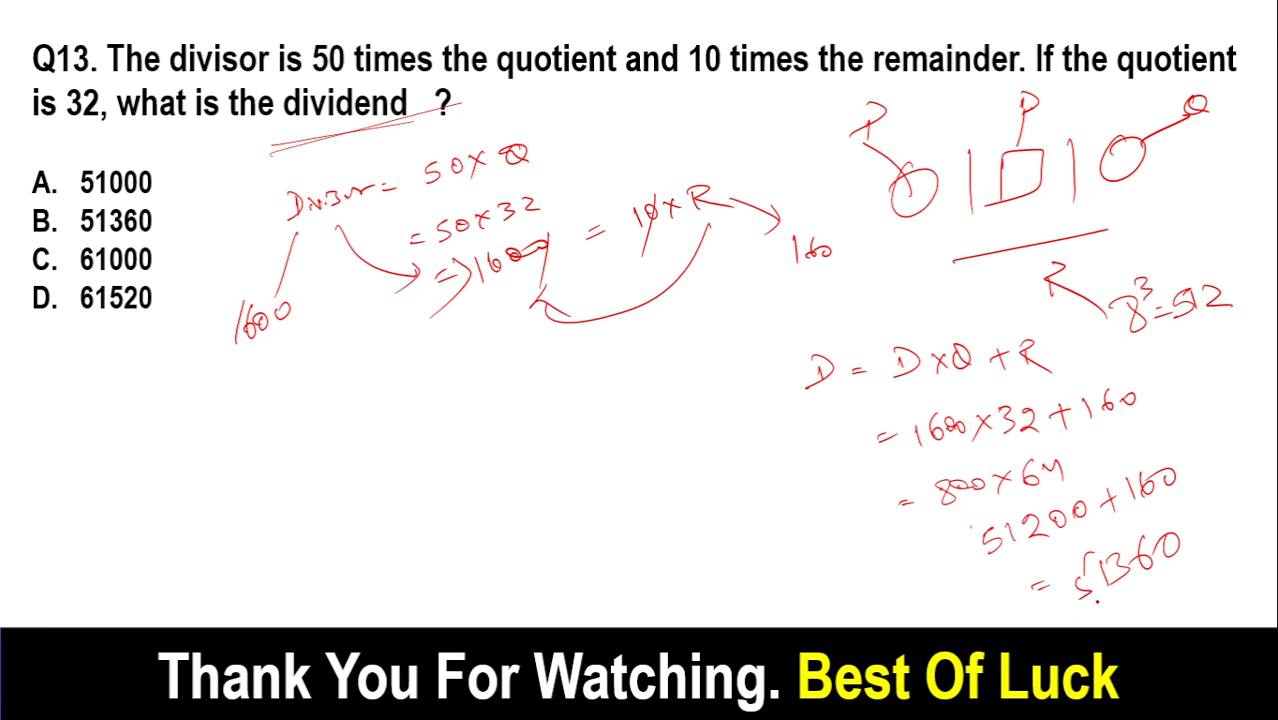 Q13. The divisor is 50 times the quotient and 10 times the remainder. If the quotient
is 32, what is the dividend ?
A. 51000
B. 51360
C. 61000
D. 61520
= 50 × Q
= 50 × 32
=> 1600 = 10 × R
160
1600
D
Q
R
8³ = 512
D = D × Q + R
= 1600 × 32 + 160
= 800 × 64
51200 + 160
= 51360
Thank You For Watching. Best Of Luck